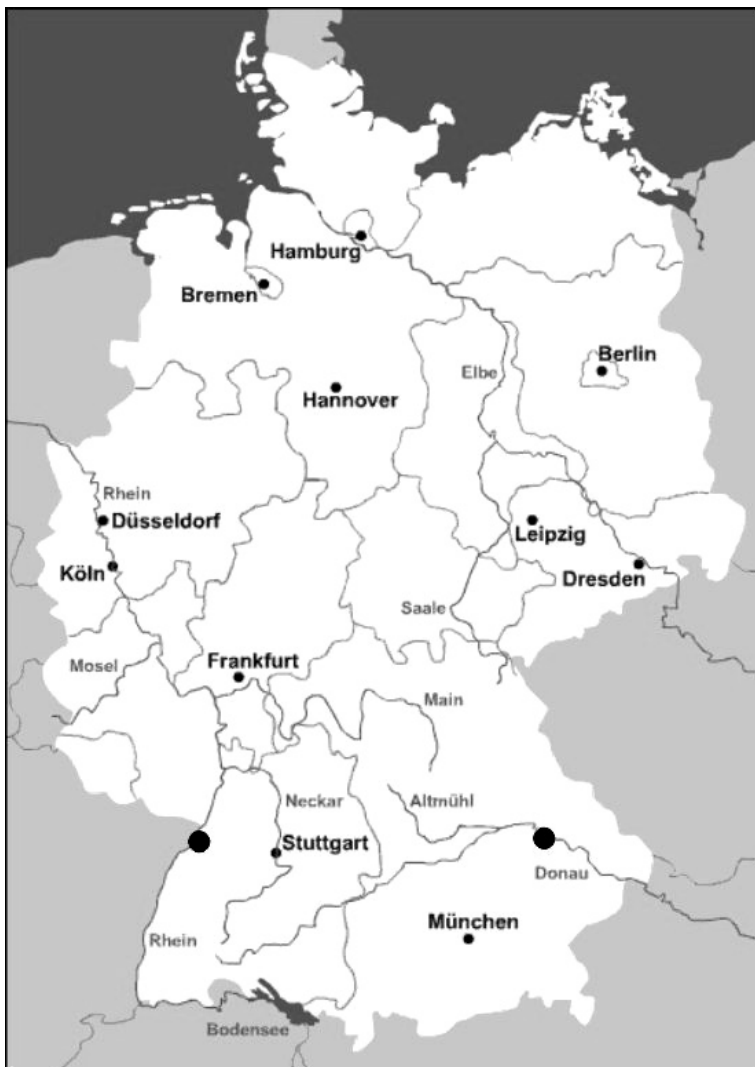 Hamburg
Bremen
Berlin
Elbe
Hannover
Rhein
Düsseldorf
Leipzig
Köln
Dresden
Saale
Mosel
Frankfurt
Main
Neckar
Altmühl
Stuttgart
Donau
München
Rhein
Bodensee